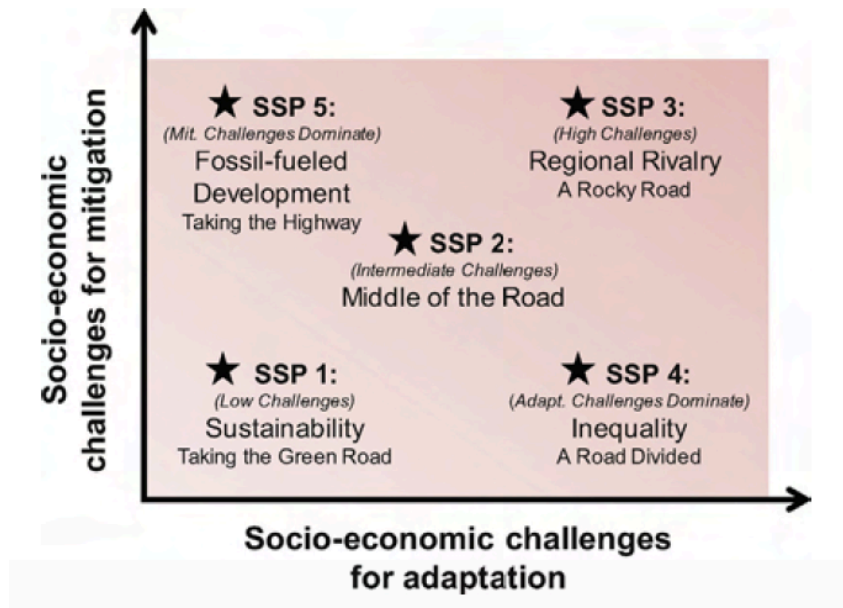 Socio-economic
challenges for mitigation
SSP 5:
(Mit. Challenges Dominate)
Fossil-fueled
Development
Taking the Highway
SSP 3:
(High Challenges)
Regional Rivalry
A Rocky Road
SSP 2:
(Intermediate Challenges)
Middle of the Road
SSP 1:
(Low Challenges)
Sustainability
Taking the Green Road
SSP 4:
(Adapt. Challenges Dominate)
Inequality
A Road Divided
Socio-economic challenges
for adaptation